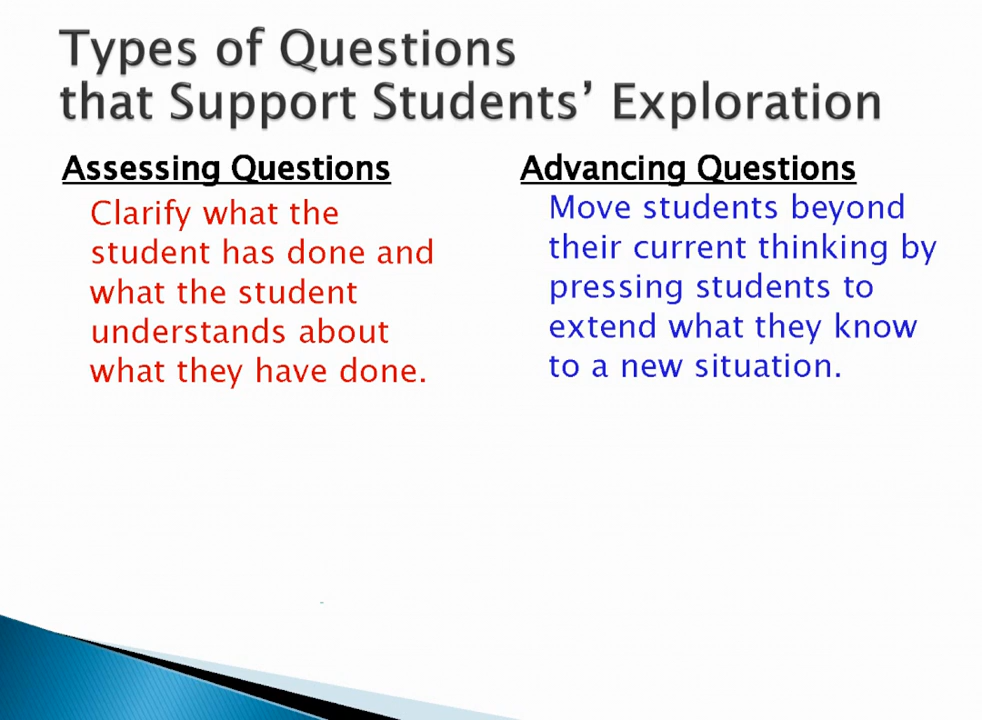 Types of Questions
that Support Students’ Exploration
Assessing Questions
Clarify what the
student has done and
what the student
understands about
what they have done.
Advancing Questions
Move students beyond
their current thinking by
pressing students to
extend what they know
to a new situation.